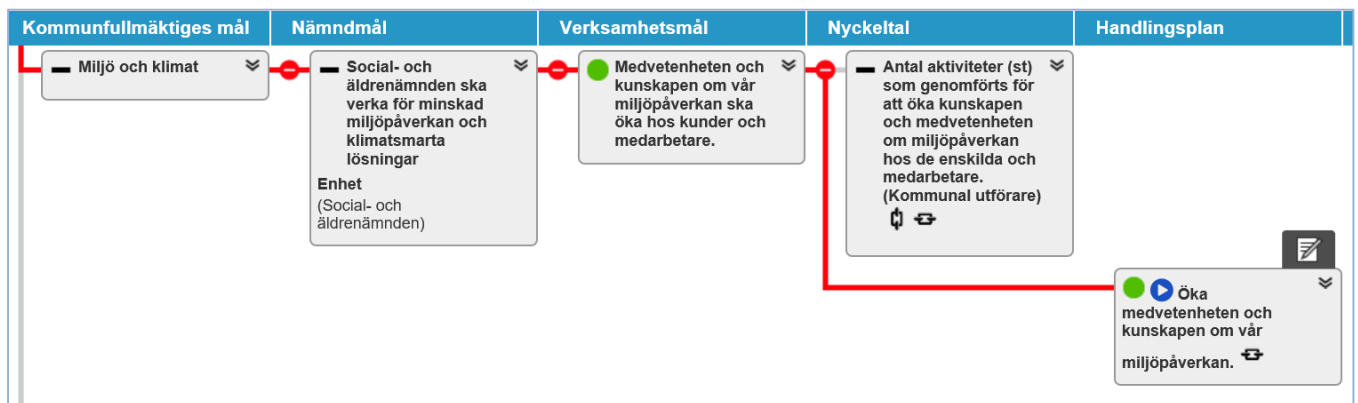 Kommunfullmäktiges mål
Nämndmål
Verksamhetsmål
Nyckeltal
Handlingsplan
Miljö och klimat
Social- och
äldrenämnden ska
verka för minskad
miljöpåverkan och
klimatsmarta
lösningar
Enhet
(Social- och
äldrenämnden)
Medvetenheten och
kunskapen om vår
miljöpåverkan ska
öka hos kunder och
medarbetare.
Antal aktiviteter (st)
som genomförts för
att öka kunskapen
och medvetenheten
om miljöpåverkan
hos de enskilda och
medarbetare.
(Kommunal utförare)
Öka
medvetenheten och
kunskapen om vår
miljöpåverkan.